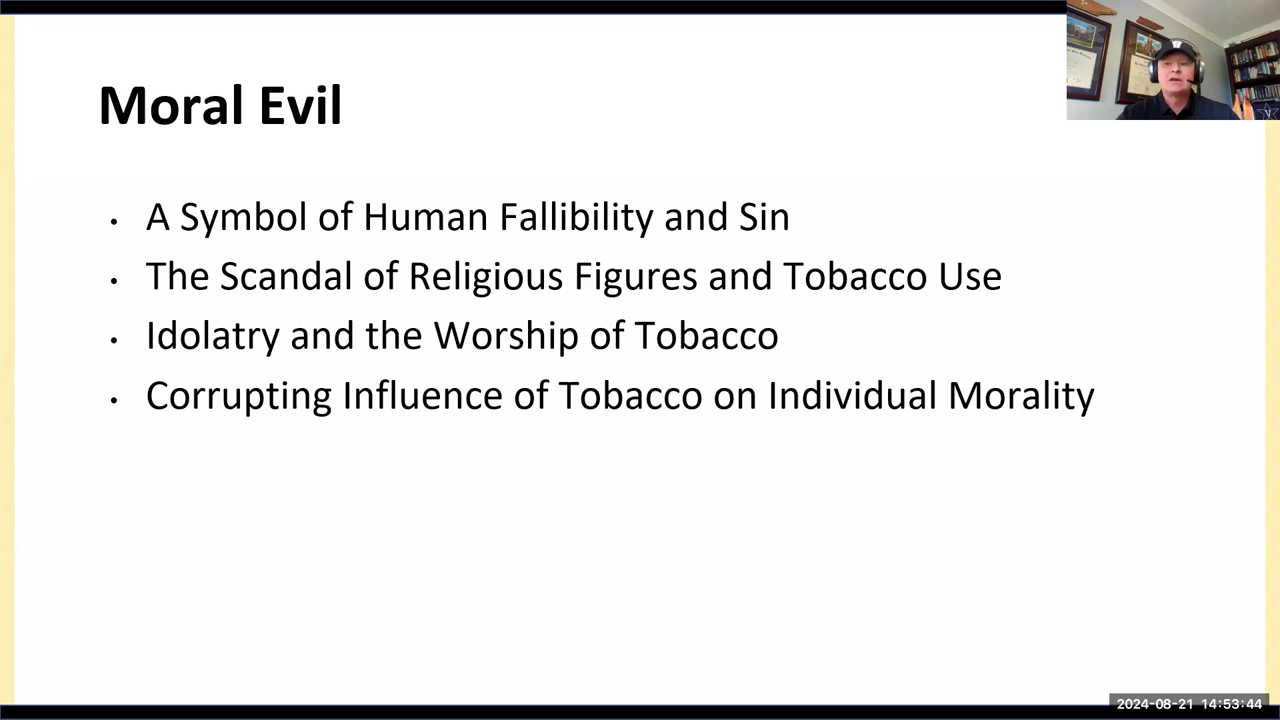 Moral Evil
• A Symbol of Human Fallibility and Sin
• The Scandal of Religious Figures and Tobacco Use
• Idolatry and the Worship of Tobacco
• Corrupting Influence of Tobacco on Individual Morality
2024-08-21 14:53:44